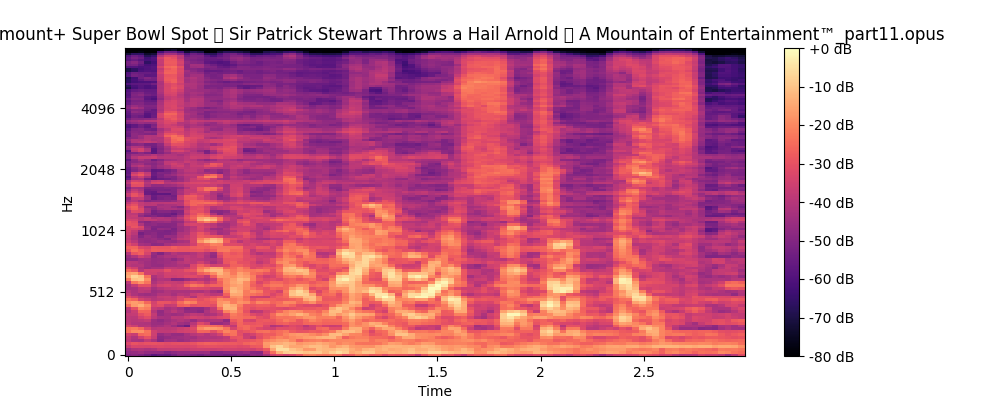 mount+ Super Bowl Spot ▯ Sir Patrick Stewart Throws a Hail Arnold ▯ A Mountain of Entertainment™ part11.opus
+0 dB
-10 dB
-20 dB
-30 dB
-40 dB
-50 dB
-60 dB
-70 dB
-80 dB
4096
2048
1024
512
0
Hz
0
0.5
1
1.5
2
2.5
Time